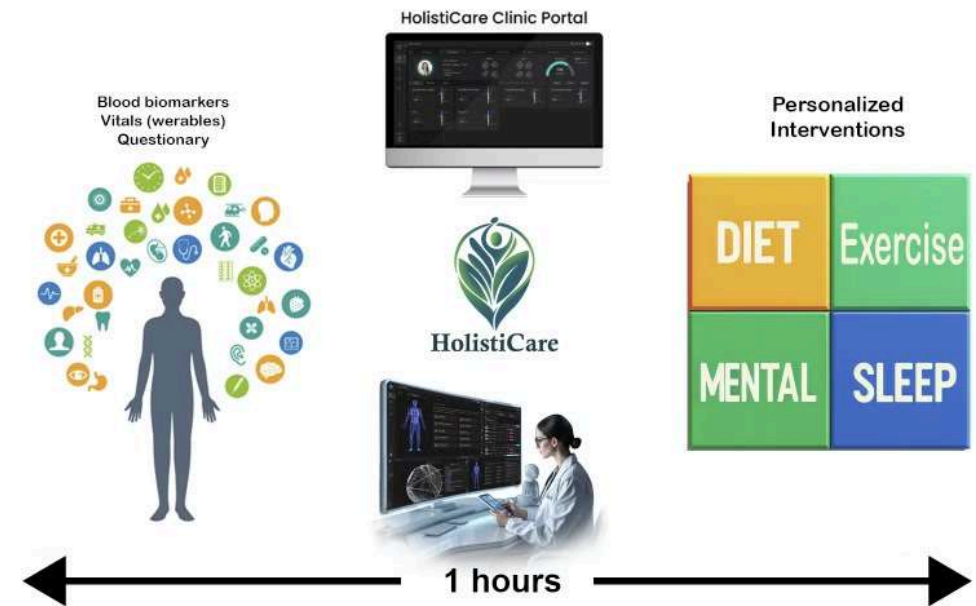 HolistiCare Clinic Portal
Blood biomarkers
Vitals (werables)
Questionary
Personalized
Interventions
DIET
Exercise
MENTAL
SLEEP
HolistiCare
1 hours